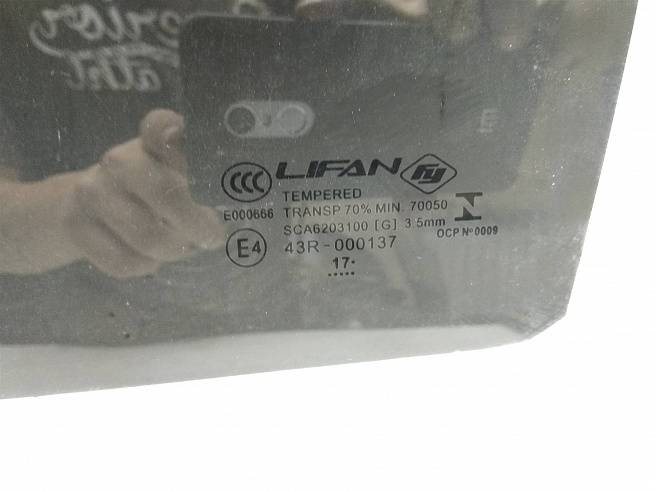 CCC LIFAN FY
TEMPERED
E000666 TRANSP 70% MIN. 70050
SCA6203100 [G] 3.5mm
OCP Nº0009
E4 43R-000137
17·
.....
E